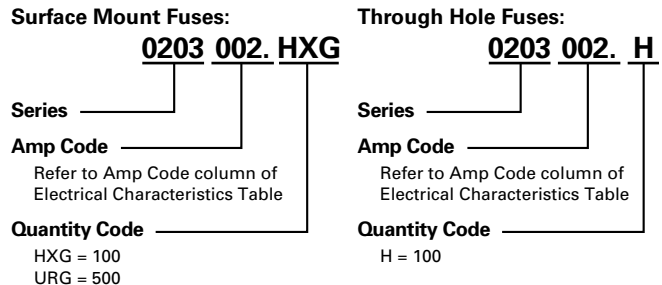 Surface Mount Fuses:
0203 002. HXG
Series
Amp Code
Refer to Amp Code column of
Electrical Characteristics Table
Quantity Code
HXG = 100
URG = 500
Through Hole Fuses:
0203 002. H
Series
Amp Code
Refer to Amp Code column of
Electrical Characteristics Table
Quantity Code
H = 100